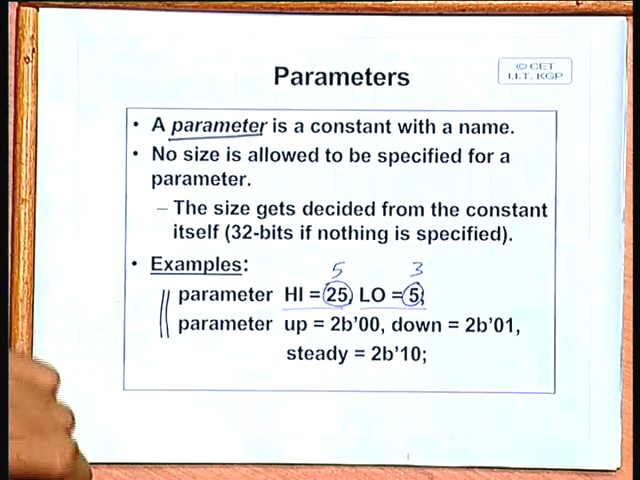 © CET
I.I.T. KGP
Parameters
• A parameter is a constant with a name.
• No size is allowed to be specified for a
parameter.
– The size gets decided from the constant
itself (32-bits if nothing is specified).
• Examples:
5 3
parameter HI = 25, LO = 5;
parameter up = 2b’00, down = 2b’01,
steady = 2b’10;